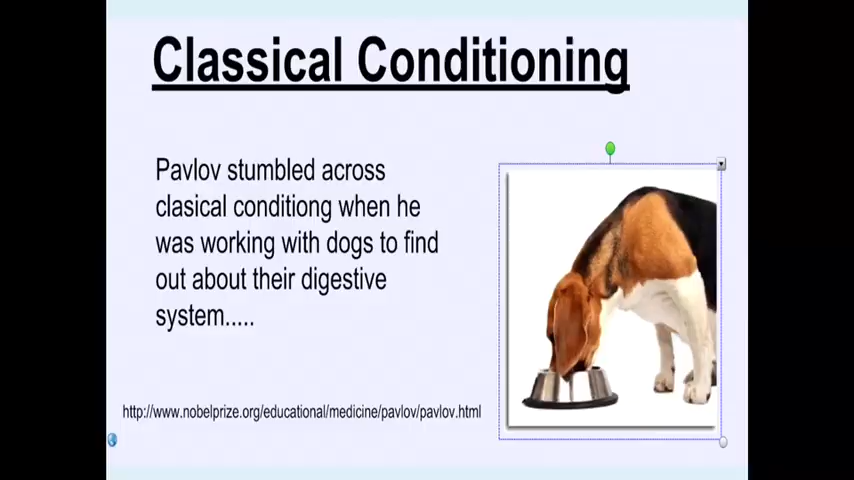 Classical Conditioning
Pavlov stumbled across
clasical conditiong when he
was working with dogs to find
out about their digestive
system.....
http://www.nobelprize.org/educational/medicine/pavlov/pavlov.html